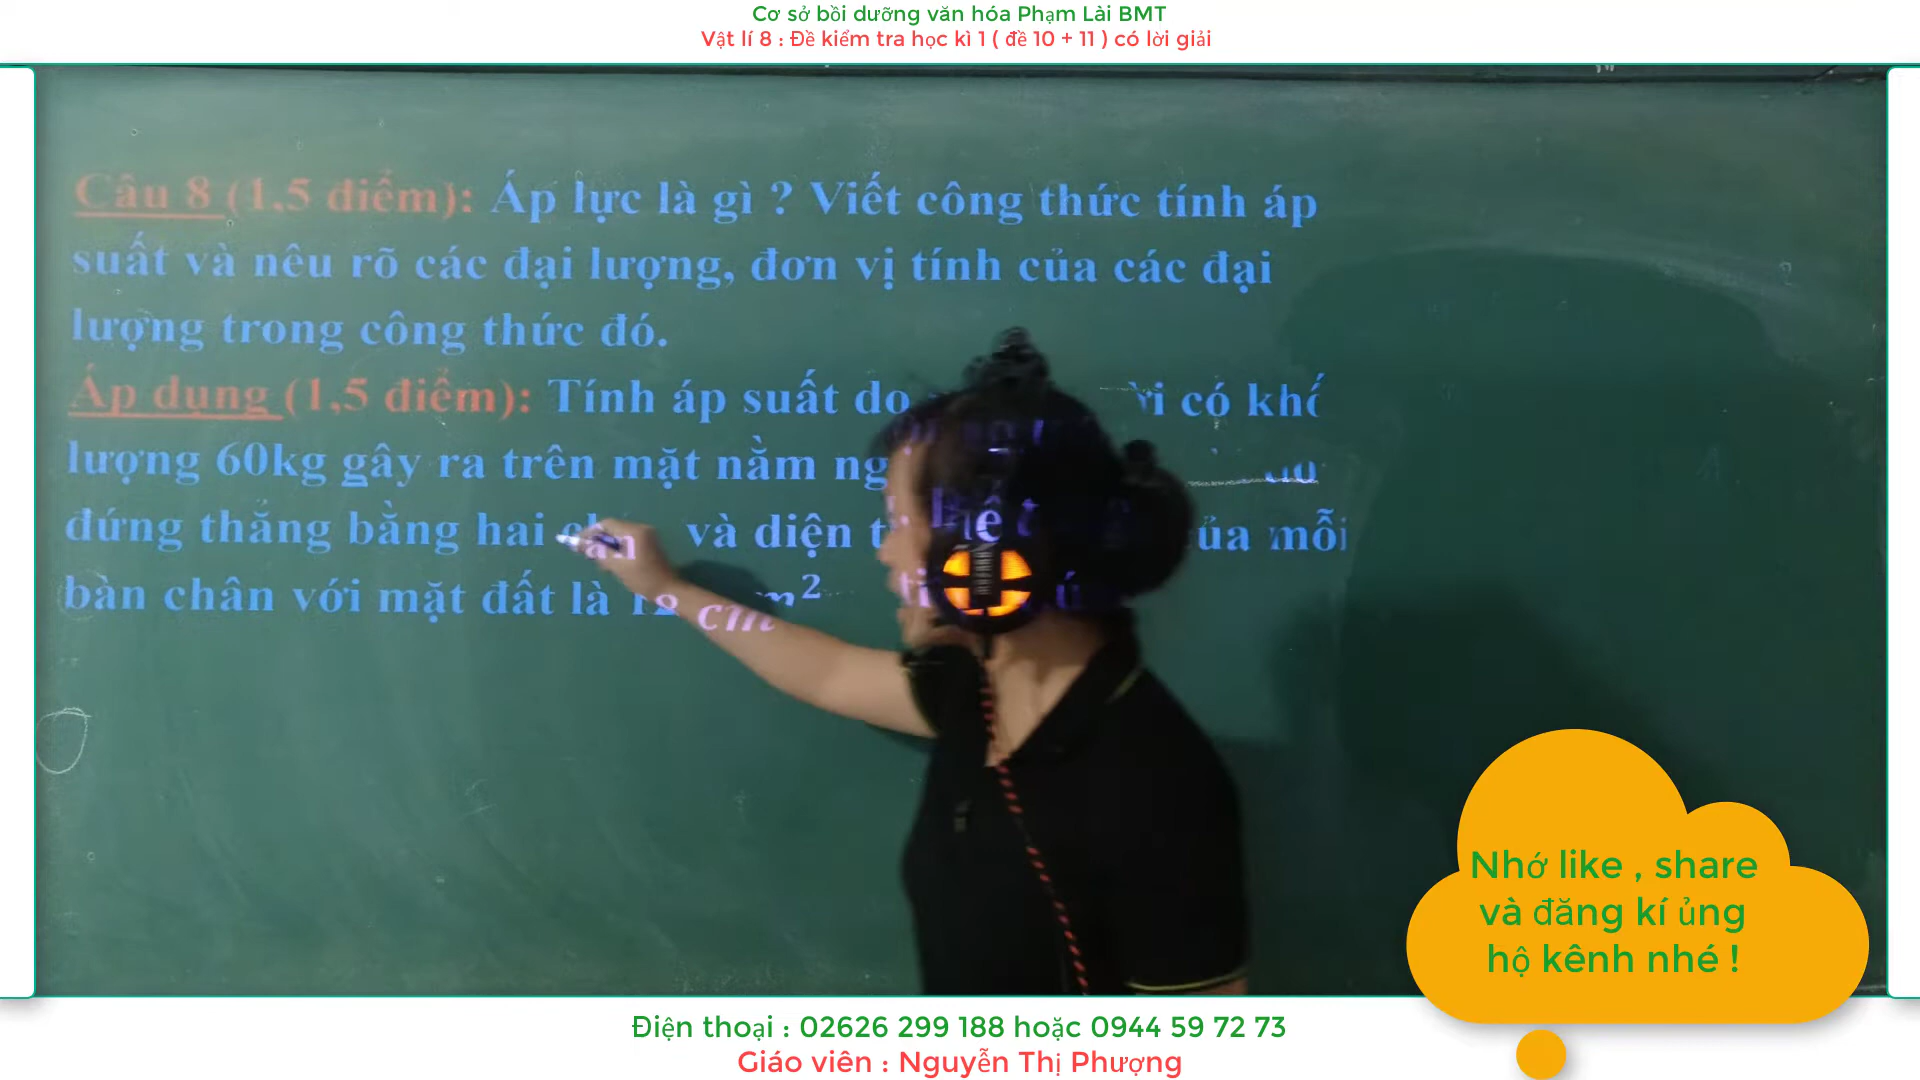 Cơ sở bồi dưỡng văn hóa Phạm Lài BMT
Vật lí 8 : Đề kiểm tra học kì 1 ( đề 10 + 11 ) có lời giải
Câu 8 (1,5 điểm): Áp lực là gì ? Viết công thức tính áp
suất và nêu rõ các đại lượng, đơn vị tính của các đại
lượng trong công thức đó.
Áp dụng (1,5 điểm): Tính áp suất do có
lượng 60kg gây ra trên mặt nằm
đứng thẳng bằng hai và diện của mỗi
bàn chân với mặt đất là cm²
Nhớ like , share
và đăng kí ủng
hộ kênh nhé !
Điện thoại : 02626 299 188 hoặc 0944 59 72 73
Giáo viên : Nguyễn Thị Phượng